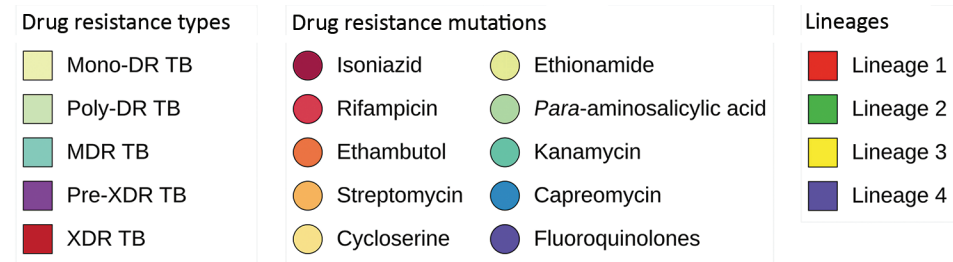 Drug resistance types
Mono-DR TB
Poly-DR TB
MDR TB
Pre-XDR TB
XDR TB
Drug resistance mutations
Isoniazid
Rifampicin
Ethambutol
Streptomycin
Cycloserine
Ethionamide
Para-aminosalicylic acid
Kanamycin
Capreomycin
Fluoroquinolones
Lineages
Lineage 1
Lineage 2
Lineage 3
Lineage 4